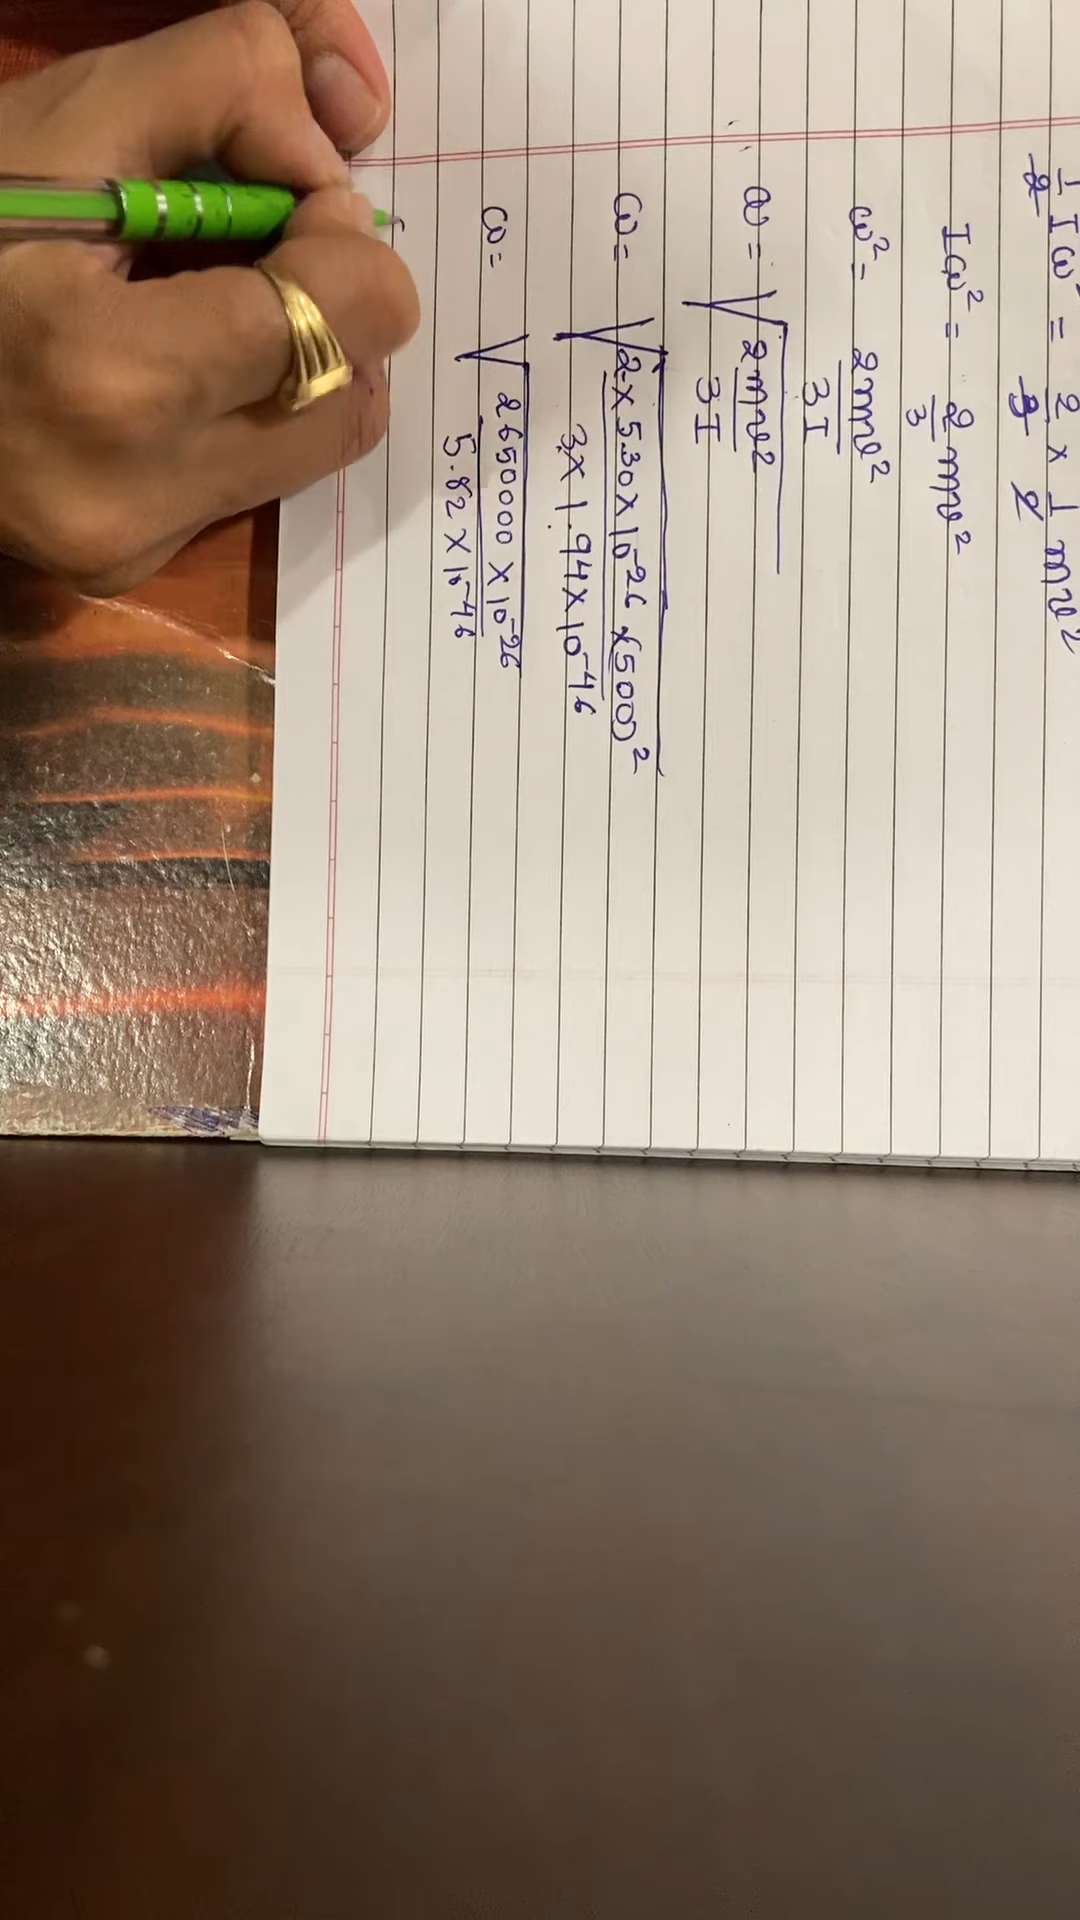 1/2 Iω² = 2/3 × 1/2 mv²
Iω² = 2/3 mv²
ω² = 2mv²/3I
ω = √(2mv²/3I)
ω = √(2×5.30×10⁻²⁶×(500)²/3×1.94×10⁻⁴⁶)
ω = √(2650000×10⁻²⁶/5.82×10⁻⁴⁶)